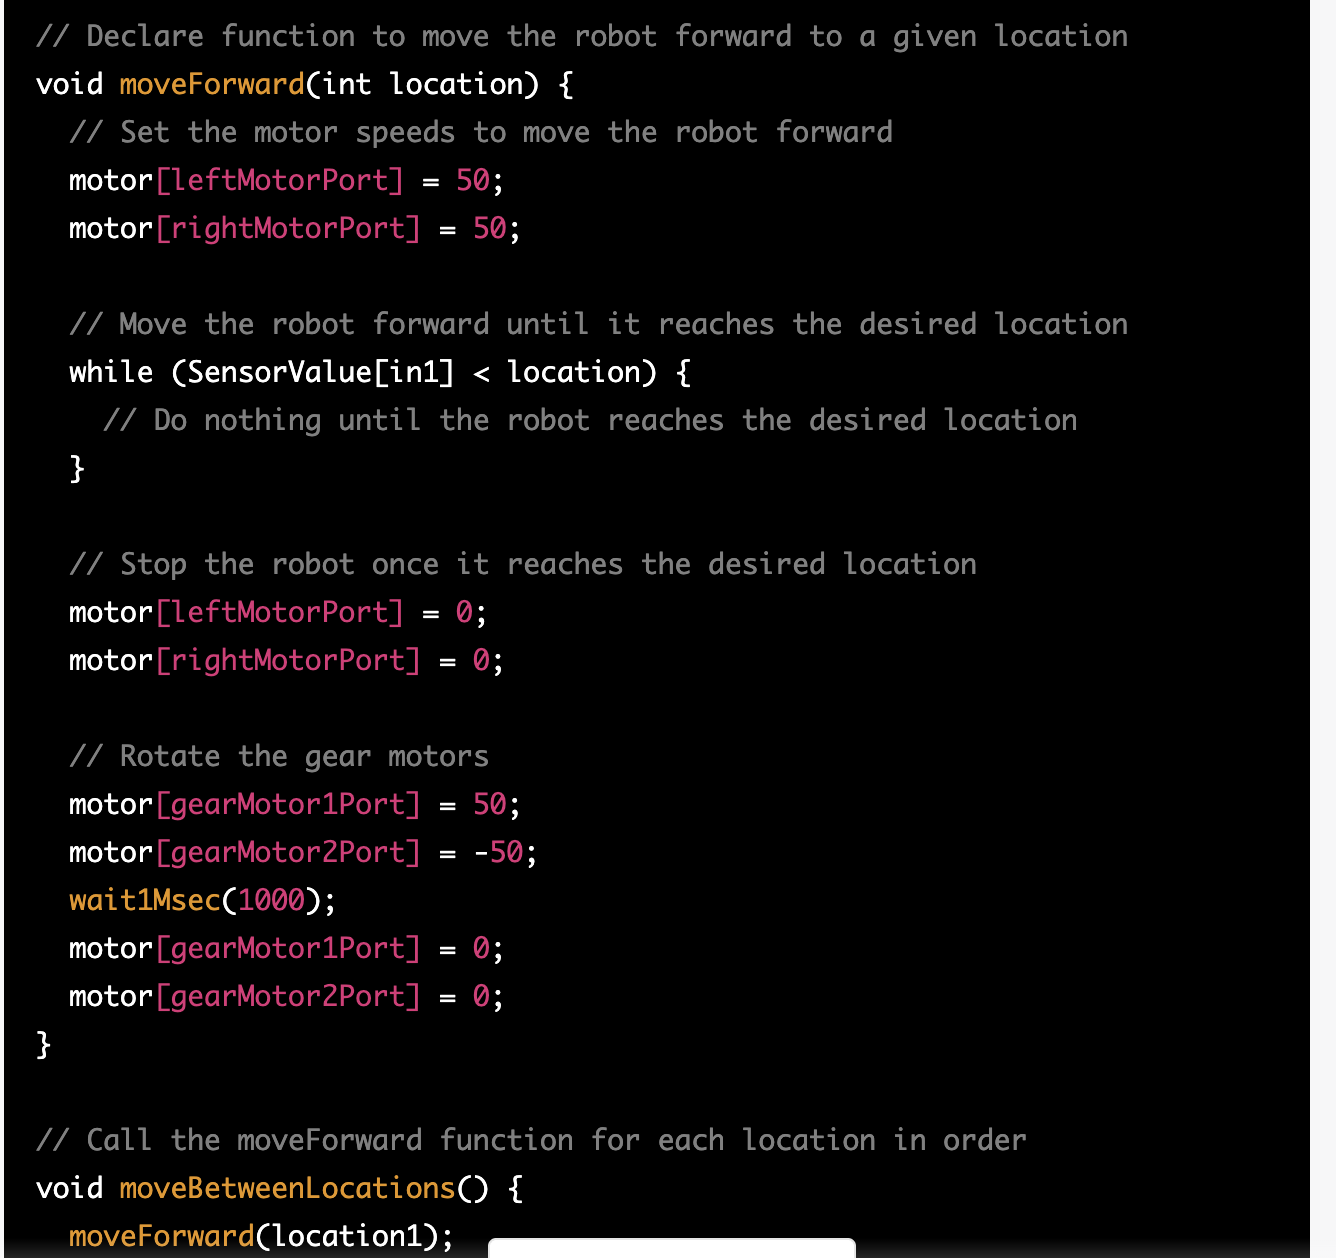 // Declare function to move the robot forward to a given location
void moveForward(int location) {
  // Set the motor speeds to move the robot forward
  motor[leftMotorPort] = 50;
  motor[rightMotorPort] = 50;

  // Move the robot forward until it reaches the desired location
  while (SensorValue[in1] < location) {
    // Do nothing until the robot reaches the desired location
  }

  // Stop the robot once it reaches the desired location
  motor[leftMotorPort] = 0;
  motor[rightMotorPort] = 0;

  // Rotate the gear motors
  motor[gearMotor1Port] = 50;
  motor[gearMotor2Port] = -50;
  wait1Msec(1000);
  motor[gearMotor1Port] = 0;
  motor[gearMotor2Port] = 0;
}

// Call the moveForward function for each location in order
void moveBetweenLocations() {
  moveForward(location1);